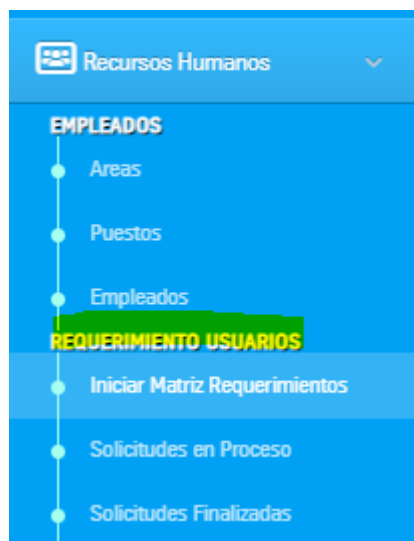 Recursos Humanos
EMPLEADOS
Areas
Puestos
Empleados
REQUERIMIENTO USUARIOS
Iniciar Matriz Requerimientos
Solicitudes en Proceso
Solicitudes Finalizadas